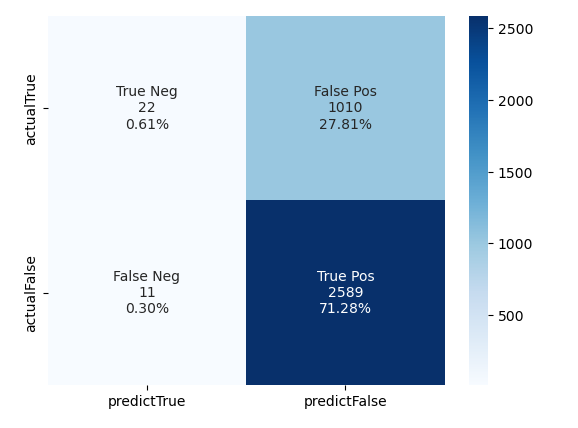 actualTrue
True Neg
22
0.61%
False Pos
1010
27.81%
actualFalse
False Neg
11
0.30%
True Pos
2589
71.28%
predictTrue
predictFalse
2500
2000
1500
1000
500